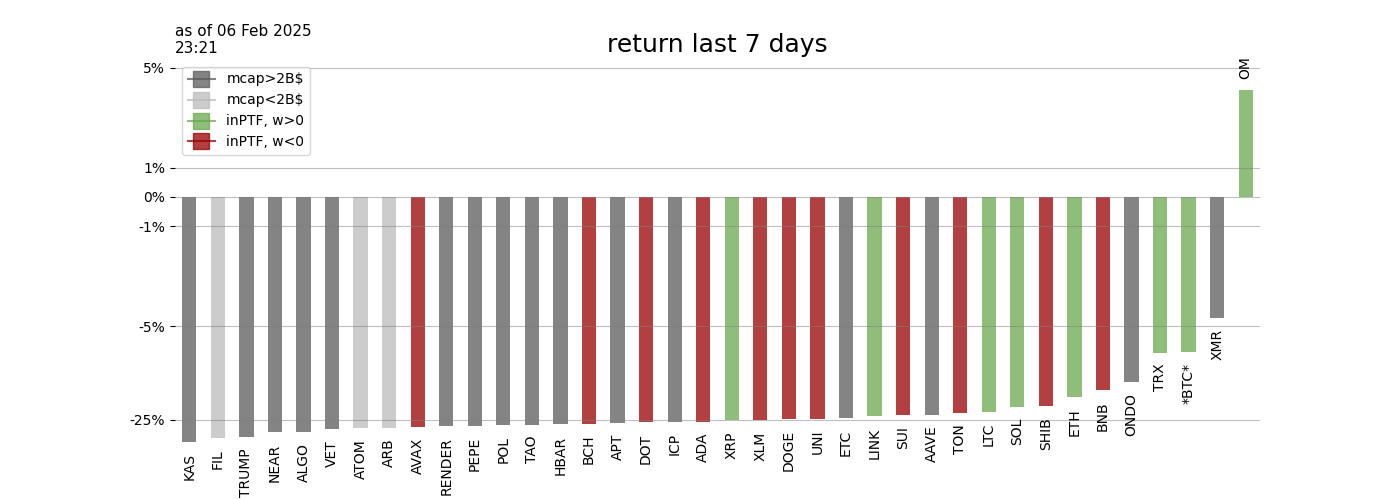 as of 06 Feb 2025
23:21
return last 7 days
5%
1%
0%
-1%
-5%
-25%
mcap>2B$
mcap<2B$
inPTF, w>0
inPTF, w<0
KAS
FIL
TRUMP
NEAR
ALGO
VET
ATOM
ARB
AVAX
RENDER
PEPE
POL
TAO
HBAR
BCH
APT
DOT
ICP
ADA
XRP
XLM
DOGE
UNI
ETC
LINK
SUI
AAVE
TON
LTC
SOL
SHIB
ETH
BNB
ONDO
TRX
*BTC*
XMR
OM